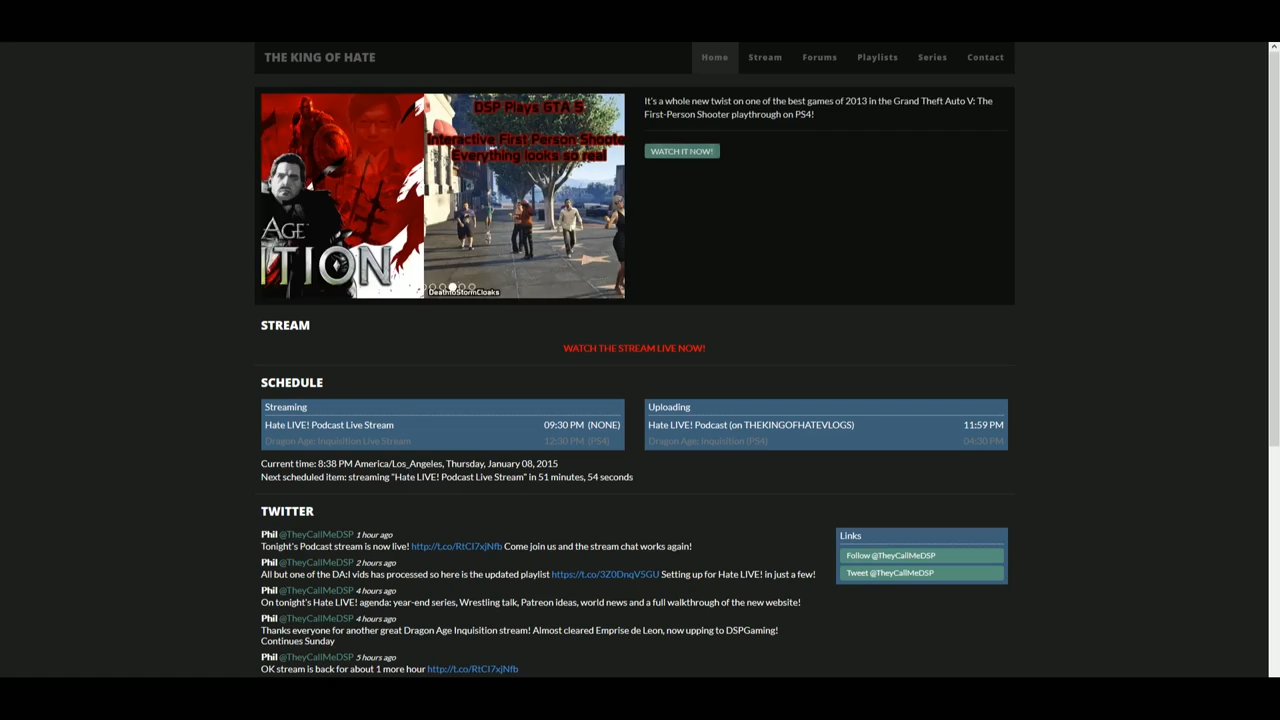 THE KING OF HATE
Home Stream Forums Playlists Series Contact
DSP Plays GTA 5
Interactive First Person Shoote
Everything looks so real
AGE
ITION
DeathToStormCloaks
It's a whole new twist on one of the best games of 2013 in the Grand Theft Auto V: The
First-Person Shooter playthrough on PS4!
WATCH IT NOW!
STREAM
WATCH THE STREAM LIVE NOW!
SCHEDULE
Streaming
Hate LIVE! Podcast Live Stream 09:30 PM (NONE)
Dragon Age: Inquisition Live Stream 12:30 PM (PS4)
Uploading
Hate LIVE! Podcast (on THEKINGOFHATEVLOGS) 11:59 PM
Dragon Age: Inquisition (PS4) 04:30 PM
Current time: 8:38 PM America/Los_Angeles, Thursday, January 08, 2015
Next scheduled item: streaming "Hate LIVE! Podcast Live Stream" in 51 minutes, 54 seconds
TWITTER
Phil @TheyCallMeDSP 1 hour ago
Tonight's Podcast stream is now live! http://t.co/RtCI7xjNfb Come join us and the stream chat works again!
Phil @TheyCallMeDSP 2 hours ago
All but one of the DA:I vids has processed so here is the updated playlist https://t.co/3Z0DnqV5GU Setting up for Hate LIVE! in just a few!
Phil @TheyCallMeDSP 4 hours ago
On tonight's Hate LIVE! agenda: year-end series, Wrestling talk, Patreon ideas, world news and a full walkthrough of the new website!
Phil @TheyCallMeDSP 4 hours ago
Thanks everyone for another great Dragon Age Inquisition stream! Almost cleared Emprise de Leon, now upping to DSPGaming!
Continues Sunday
Phil @TheyCallMeDSP 5 hours ago
OK stream is back for about 1 more hour http://t.co/RtCI7xjNfb
Links
Follow @TheyCallMeDSP
Tweet @TheyCallMeDSP